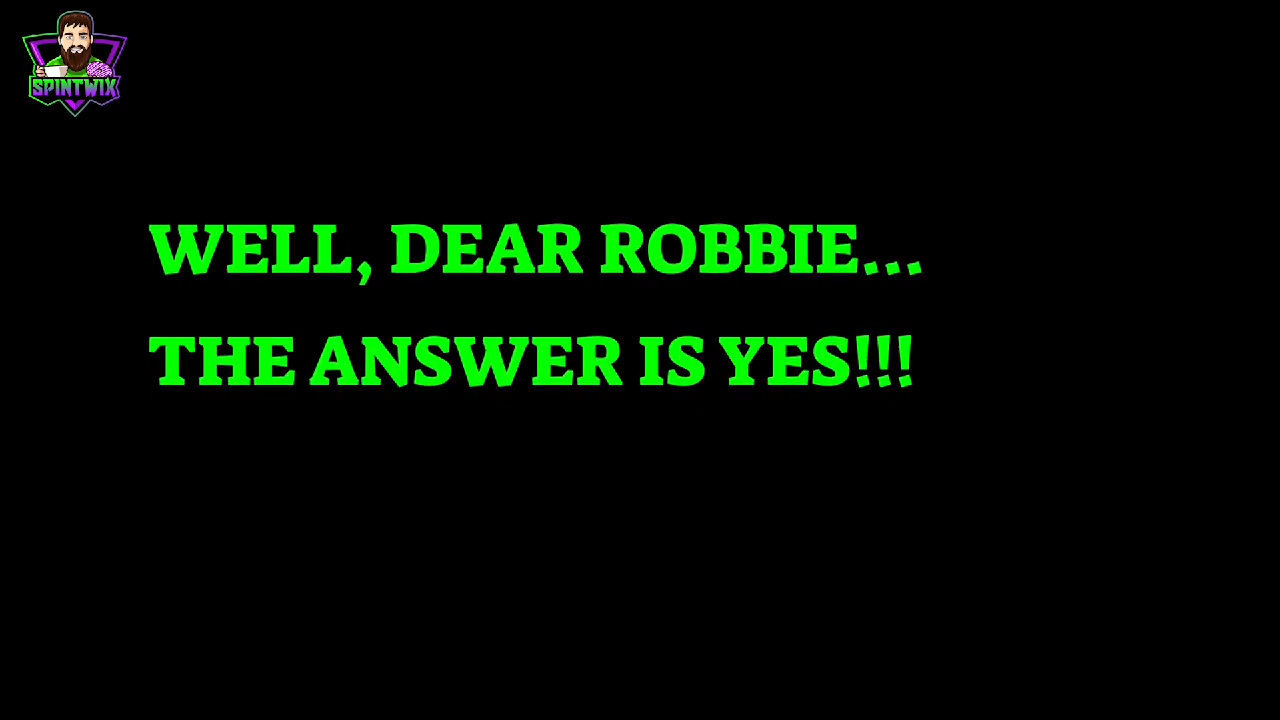 SPINTWIX
WELL, DEAR ROBBIE...
THE ANSWER IS YES!!!